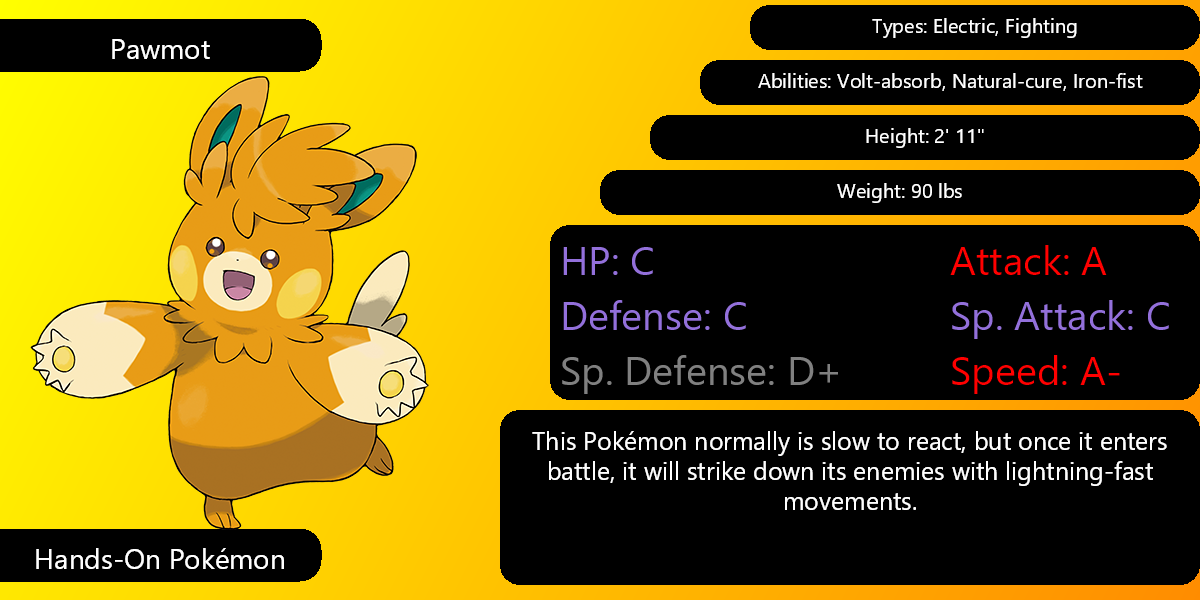 Pawmot
Types: Electric, Fighting
Abilities: Volt-absorb, Natural-cure, Iron-fist
Height: 2' 11"
Weight: 90 lbs
HP: C
Attack: A
Defense: C
Sp. Attack: C
Sp. Defense: D+
Speed: A-
This Pokémon normally is slow to react, but once it enters
battle, it will strike down its enemies with lightning-fast
movements.
Hands-On Pokémon